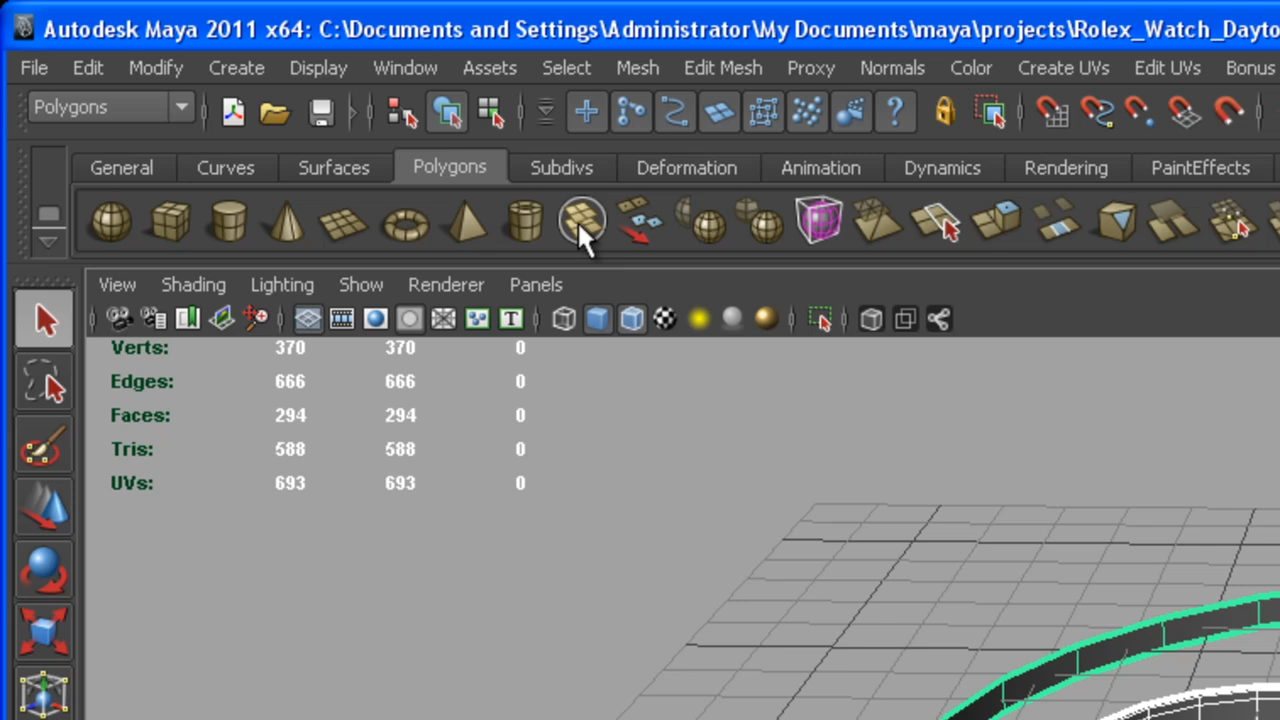 Autodesk Maya 2011 x64: C:\Documents and Settings\Administrator\My Documents\maya\projects\Rolex_Watch_Dayto
File Edit Modify Create Display Window Assets Select Mesh Edit Mesh Proxy Normals Color Create UVs Edit UVs Bonus
Polygons
General Curves Surfaces Polygons Subdivs Deformation Animation Dynamics Rendering PaintEffects
View Shading Lighting Show Renderer Panels
Verts: 370 370 0
Edges: 666 666 0
Faces: 294 294 0
Tris: 588 588 0
UVs: 693 693 0